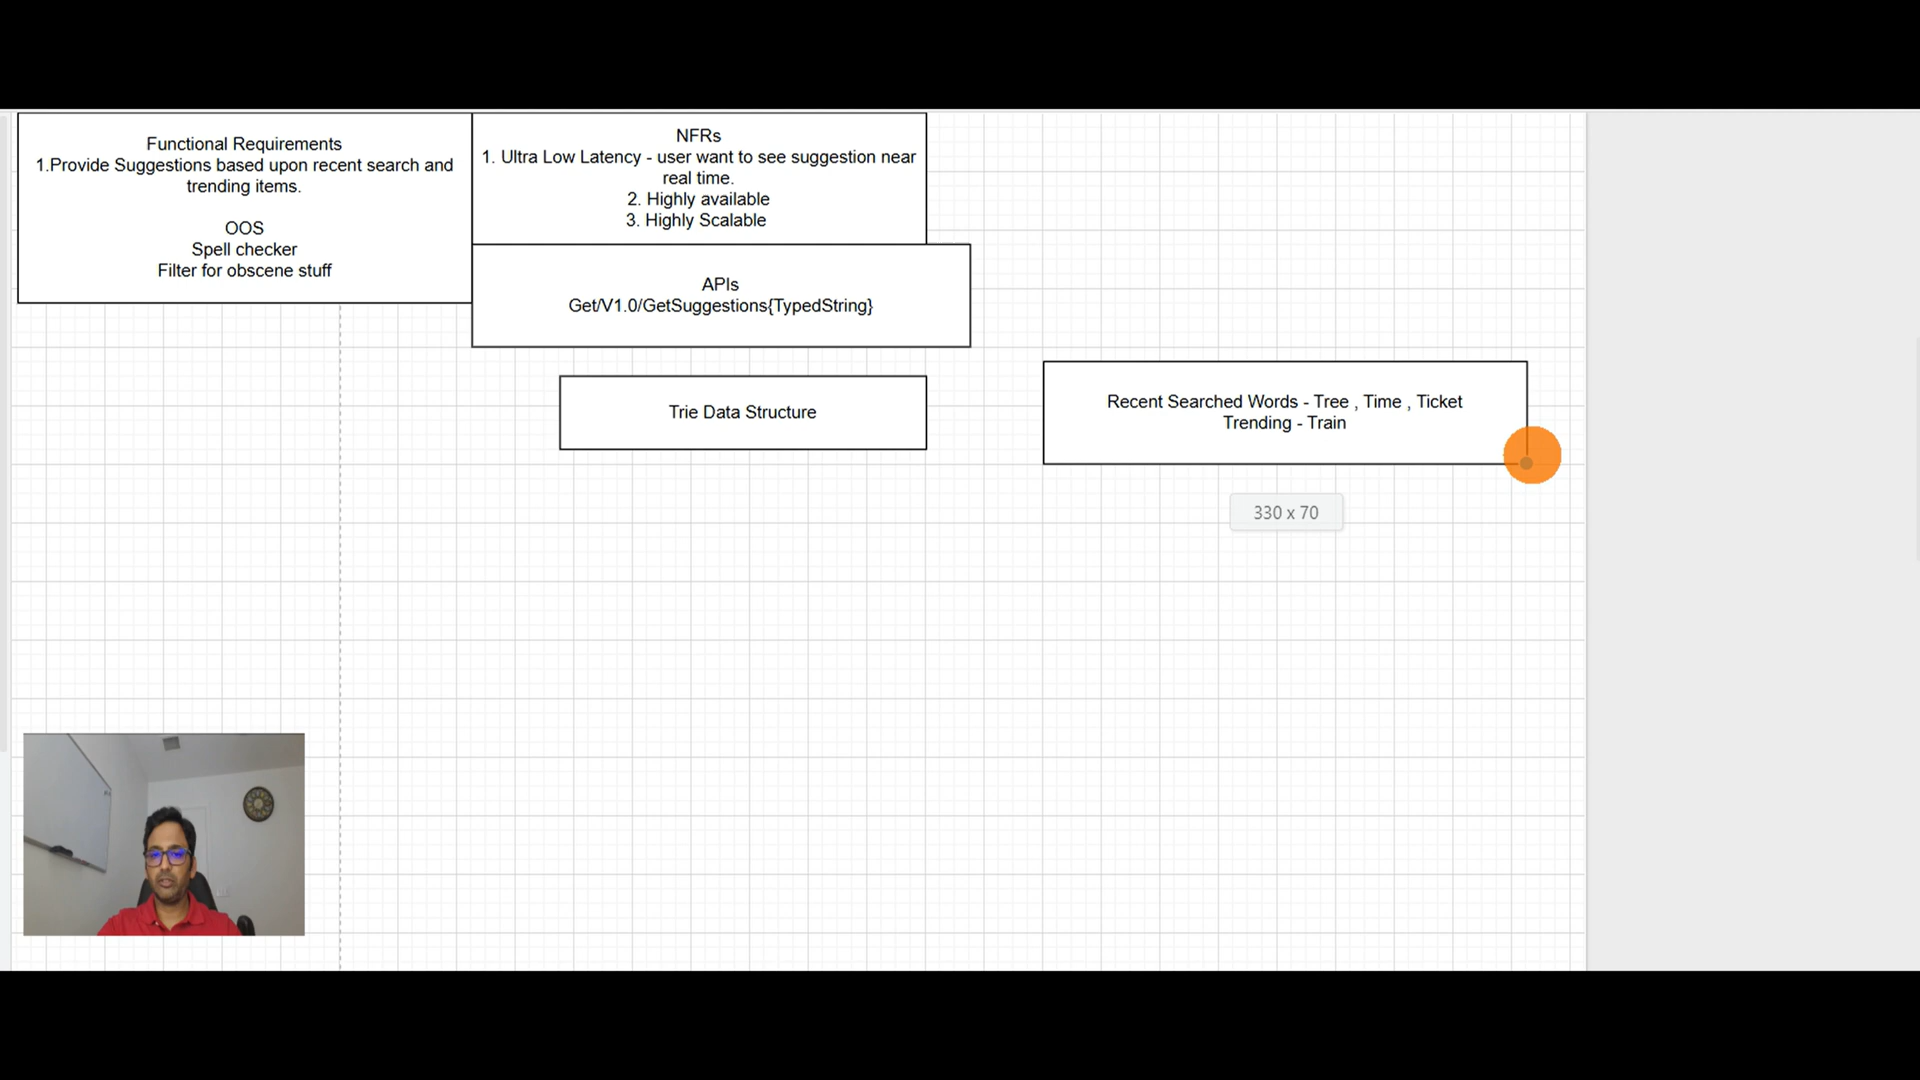 Functional Requirements
1.Provide Suggestions based upon recent search and
trending items.
OOS
Spell checker
Filter for obscene stuff
NFRs
1. Ultra Low Latency - user want to see suggestion near
real time.
2. Highly available
3. Highly Scalable
APIs
Get/V1.0/GetSuggestions{TypedString}
Trie Data Structure
Recent Searched Words - Tree , Time , Ticket
Trending - Train
330 x 70